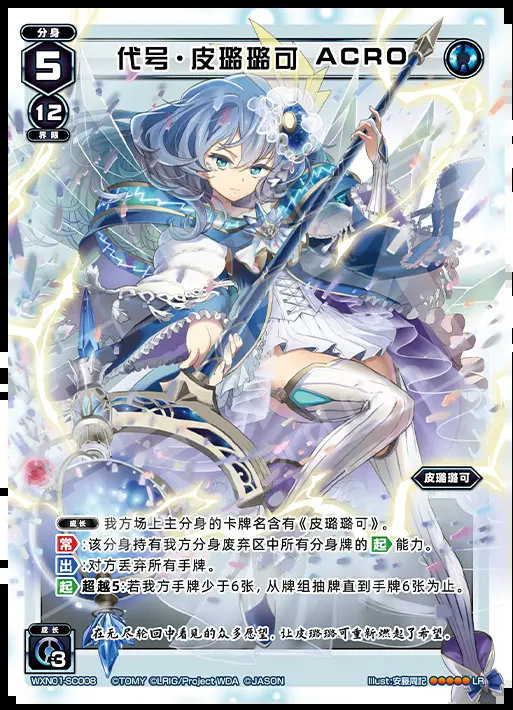 分身
5
代号·皮璐璐可 ACRO
12
界限
皮璐璐可
成长 我方场上主分身的卡牌名含有《皮璐璐可》。
常:该分身持有我方分身废弃区中所有分身牌的 起 能力。
出:对方丢弃所有手牌。
起 超越5:若我方手牌少于6张，从牌组抽牌直到手牌6张为止。
在无尽轮回中看见的众多愿望，让皮璐璐可重新燃起了希望。
成长
3
WXN01-SC008 ©TOMY ©LRIG/Project WDA ©JASON Illust:安藤周記 LR